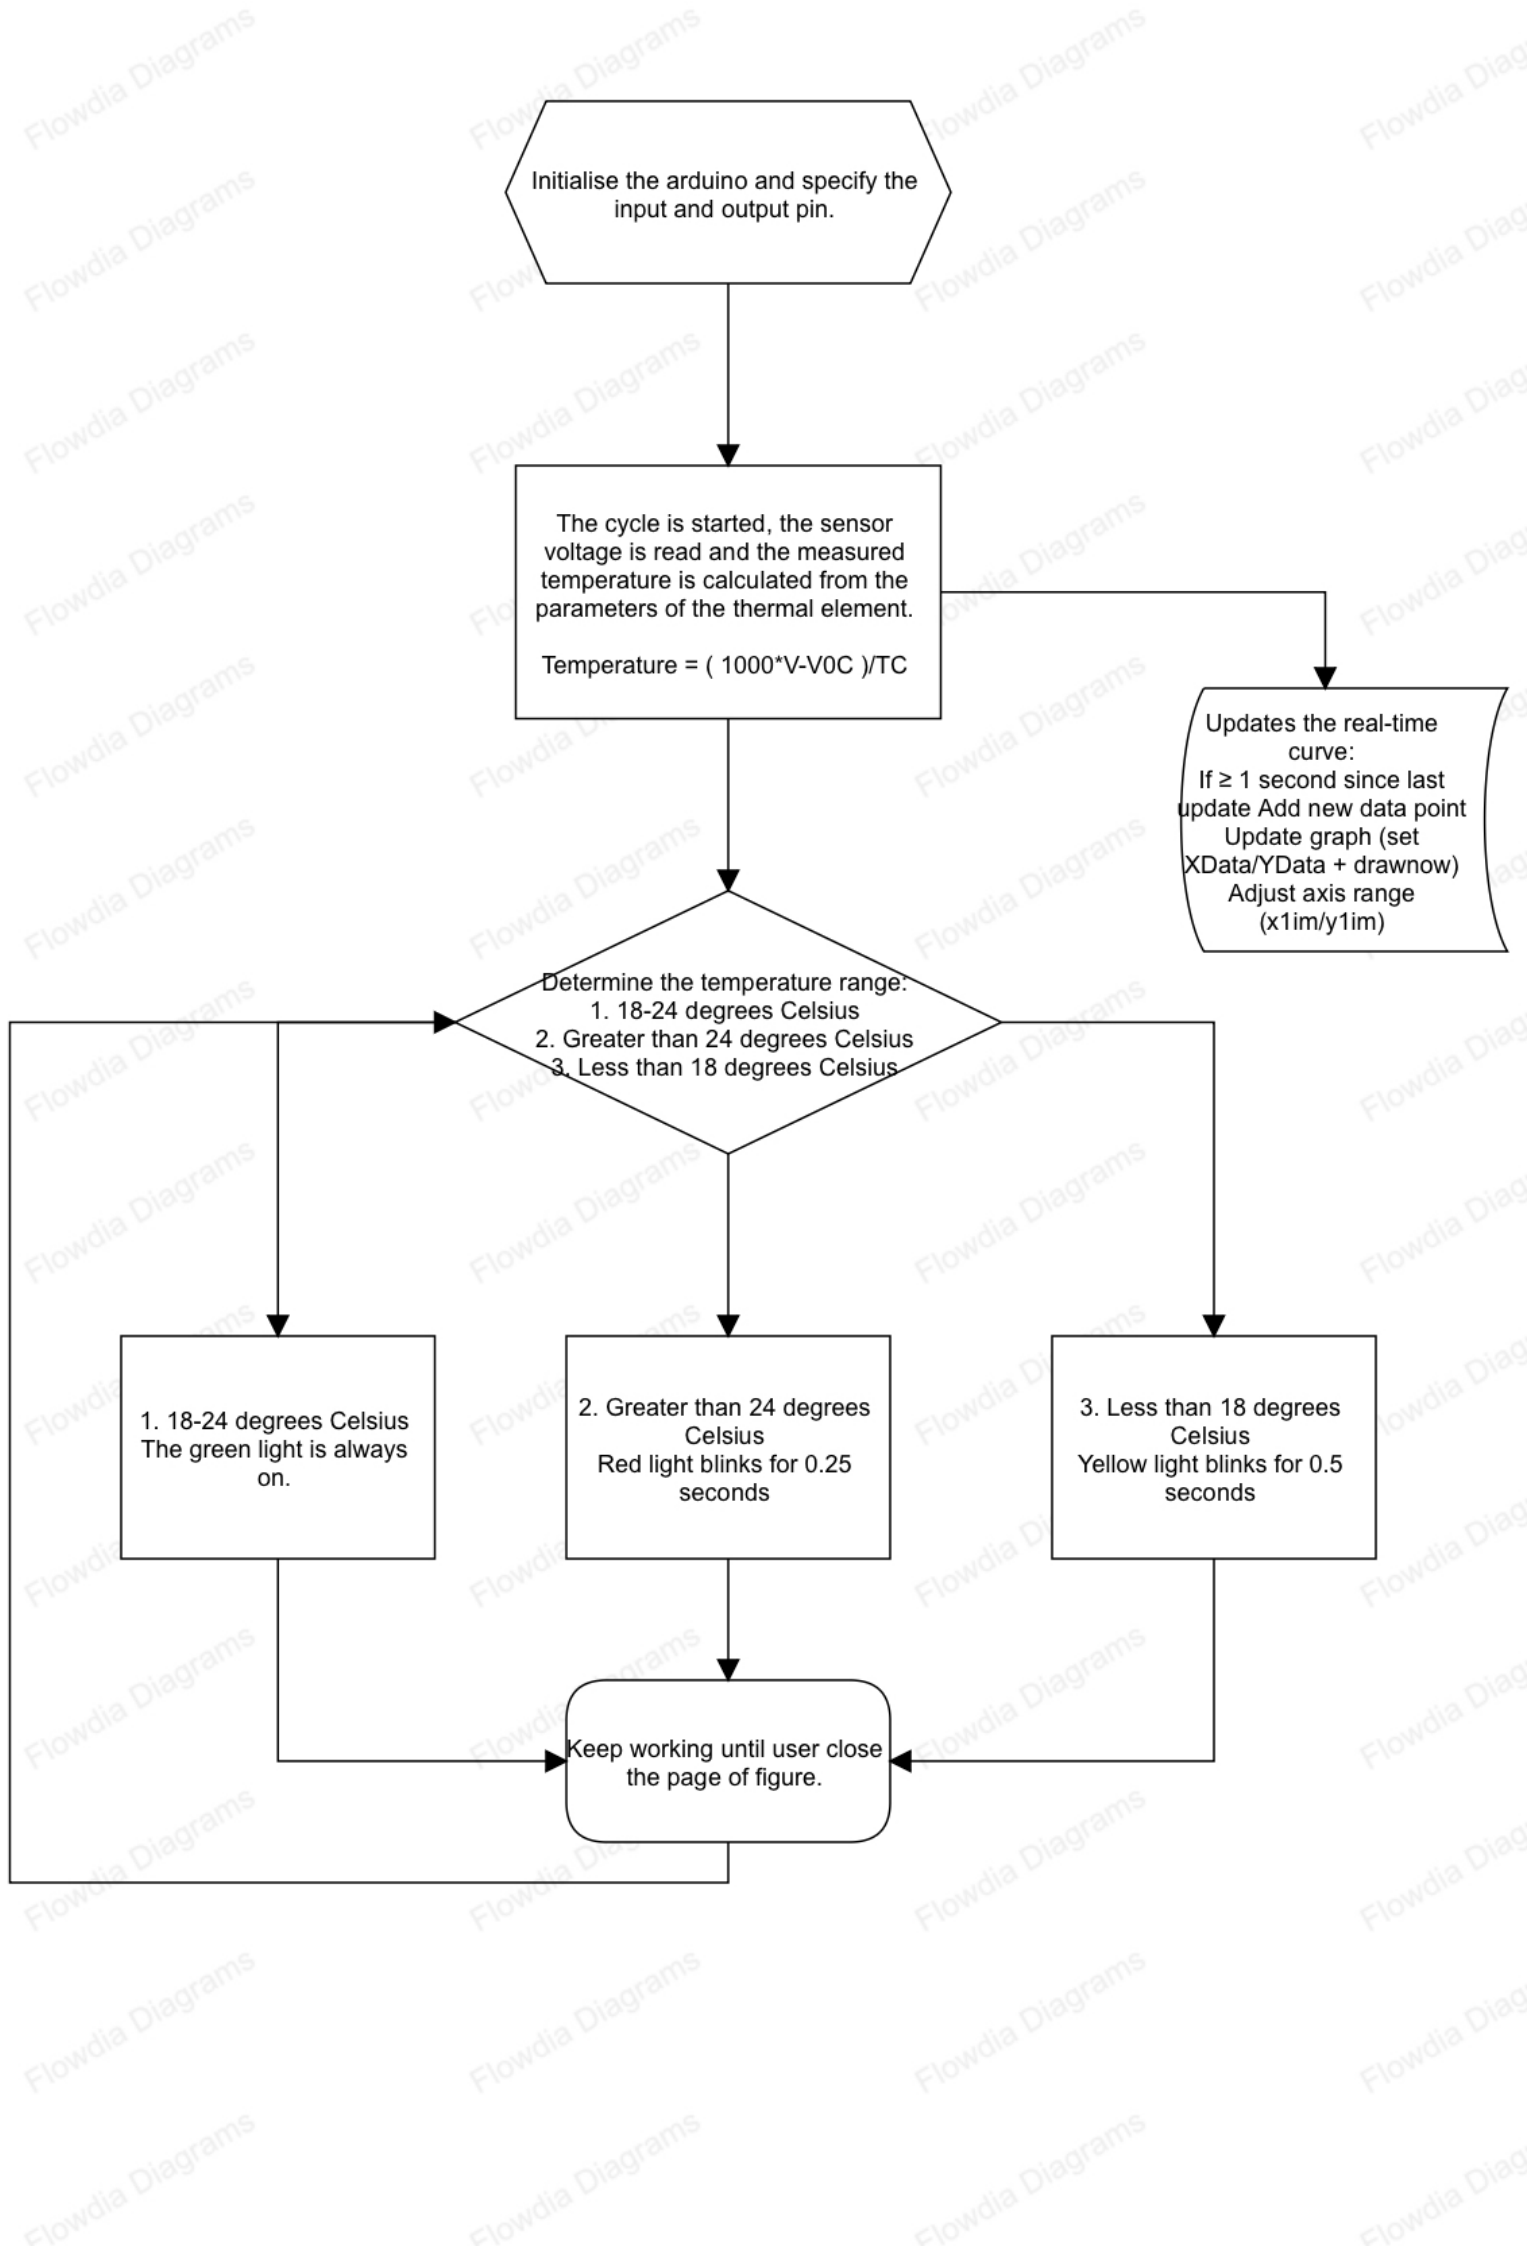 Initialise the arduino and specify the
input and output pin.
The cycle is started, the sensor
voltage is read and the measured
temperature is calculated from the
parameters of the thermal element.
Temperature = ( 1000*V-V0C )/TC
Updates the real-time
curve:
If ≥ 1 second since last
update Add new data point
Update graph (set
XData/YData + drawnow)
Adjust axis range
(x1im/y1im)
Determine the temperature range:
1. 18-24 degrees Celsius
2. Greater than 24 degrees Celsius
3. Less than 18 degrees Celsius
1. 18-24 degrees Celsius
The green light is always
on.
2. Greater than 24 degrees
Celsius
Red light blinks for 0.25
seconds
3. Less than 18 degrees
Celsius
Yellow light blinks for 0.5
seconds
Keep working until user close
the page of figure.
Flowdia Diagrams